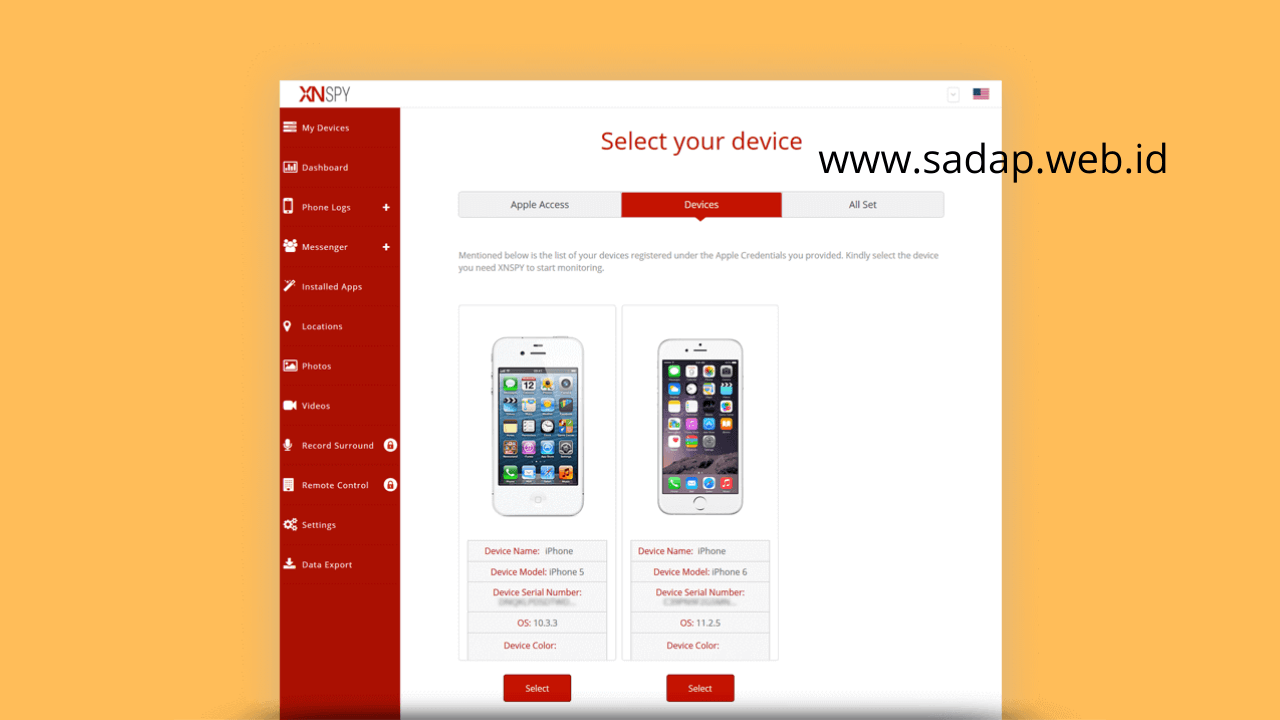 XNSPY
My Devices
Dashboard
Phone Logs +
Messenger +
Installed Apps
Locations
Photos
Videos
Record Surround
Remote Control
Settings
Data Export
Select your device
www.sadap.web.id
Apple Access
Devices
All Set
Mentioned below is the list of your devices registered under the Apple Credentials you provided. Kindly select the device
you need XNSPY to start monitoring.
Device Name: iPhone
Device Model: iPhone 5
Device Serial Number:
OS: 10.3.3
Device Color:
Select
Device Name: iPhone
Device Model: iPhone 6
Device Serial Number:
OS: 11.2.5
Device Color:
Select